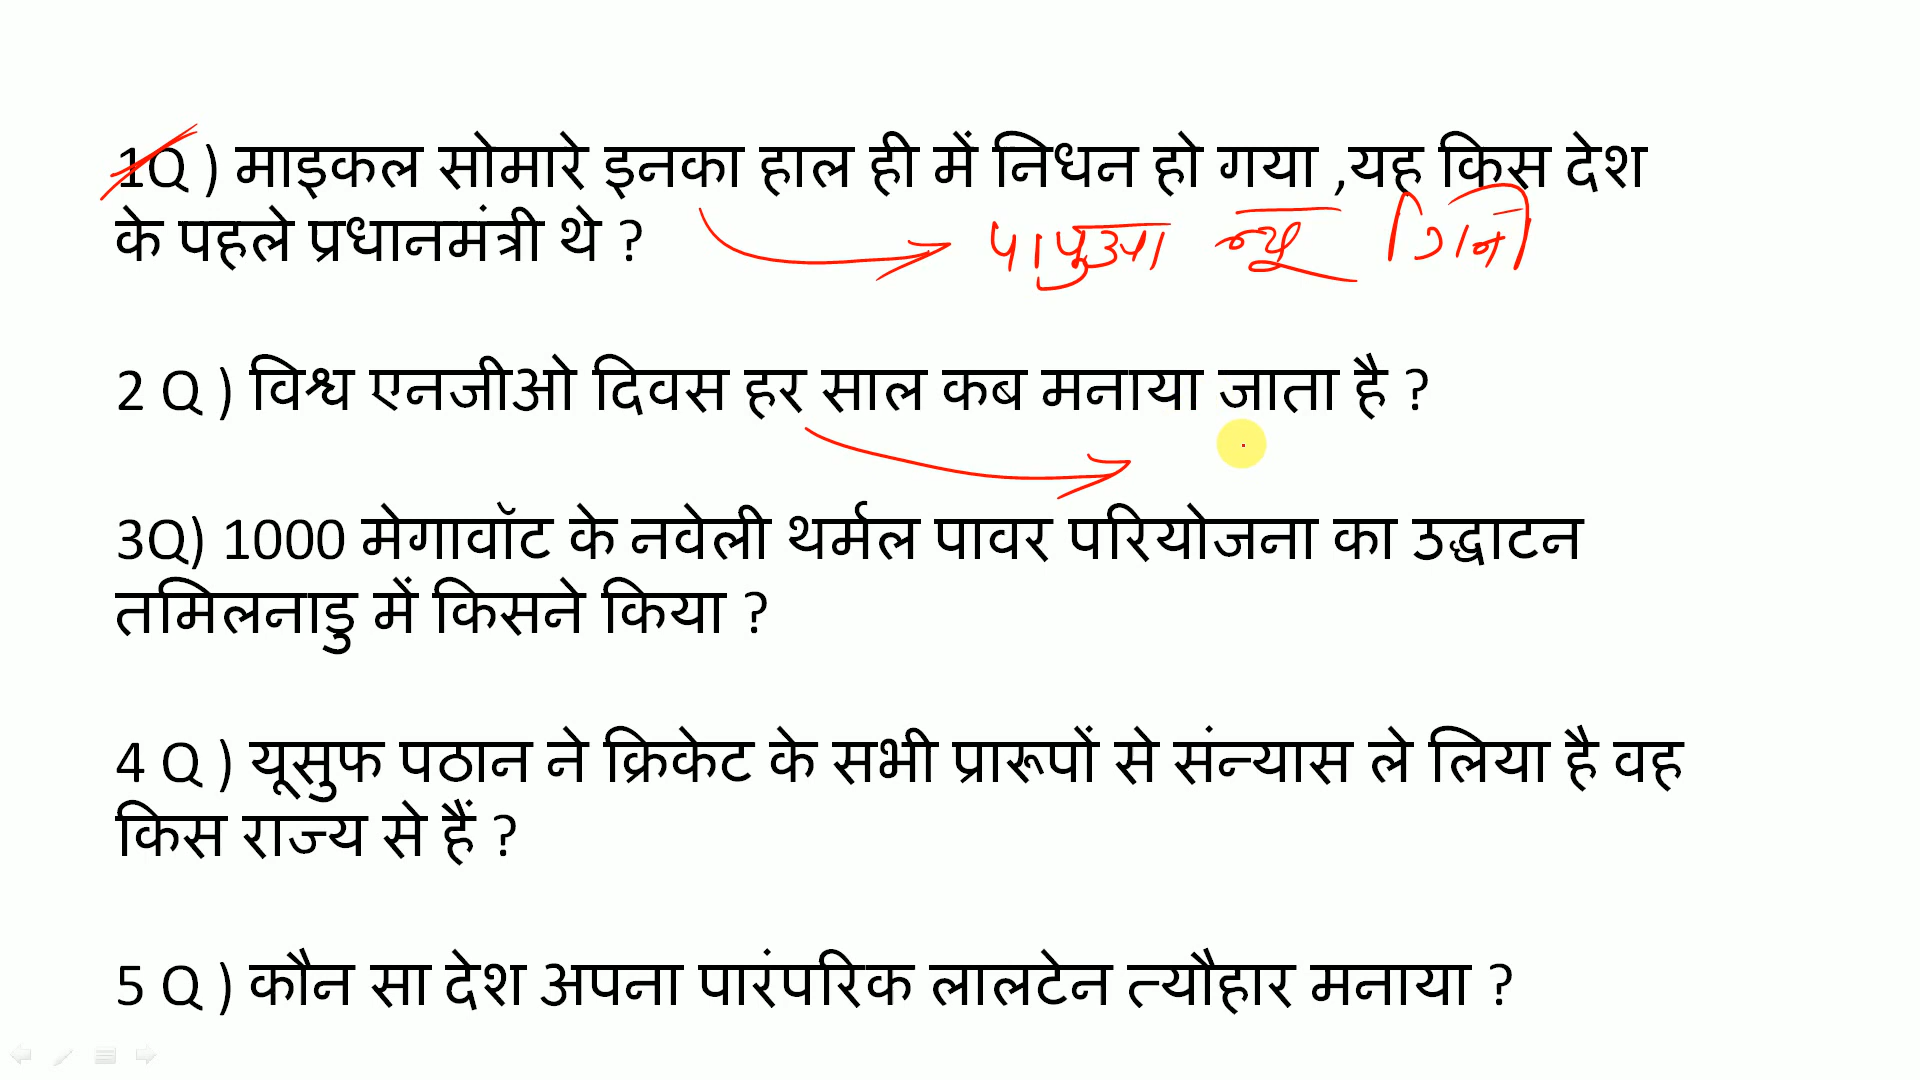 1Q ) माइकल सोमारे इनका हाल ही में निधन हो गया ,यह किस देश
के पहले प्रधानमंत्री थे ?
पापुआ न्यू गिनी
2 Q ) विश्व एनजीओ दिवस हर साल कब मनाया जाता है ?
3Q) 1000 मेगावॉट के नवेली थर्मल पावर परियोजना का उद्घाटन
तमिलनाडु में किसने किया ?
4 Q ) यूसुफ पठान ने क्रिकेट के सभी प्रारूपों से संन्यास ले लिया है वह
किस राज्य से हैं ?
5 Q ) कौन सा देश अपना पारंपरिक लालटेन त्यौहार मनाया ?